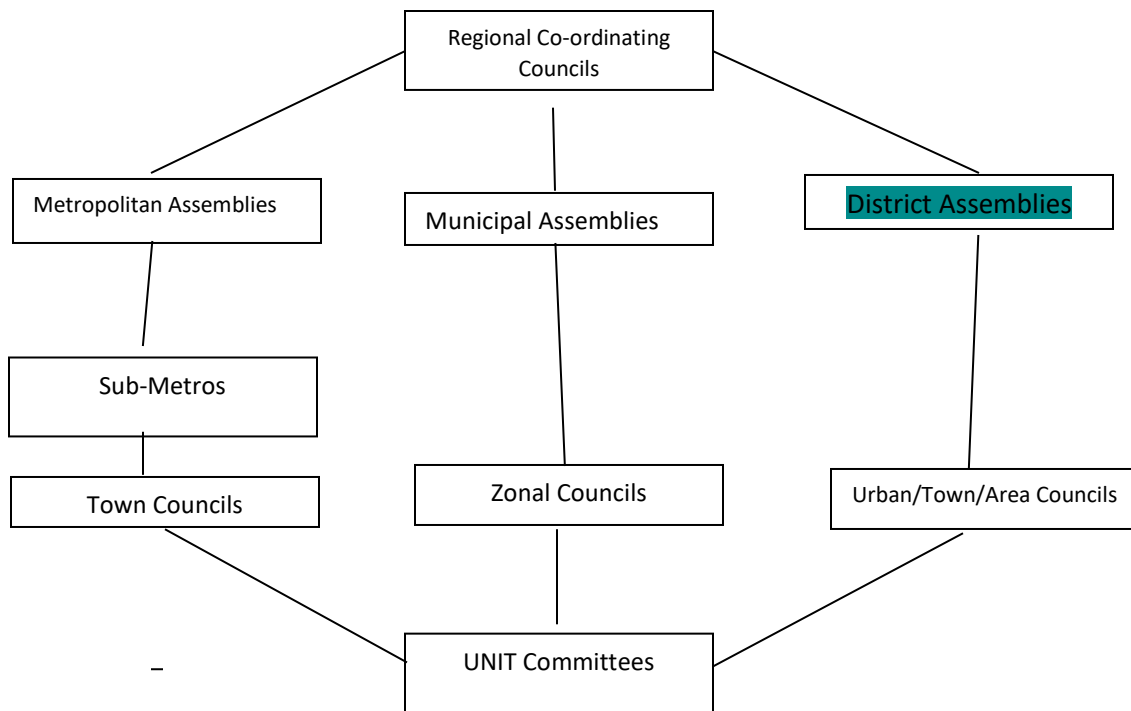 Regional Co-ordinating
Councils
Metropolitan Assemblies
Municipal Assemblies
District Assemblies
Sub-Metros
Town Councils
Zonal Councils
Urban/Town/Area Councils
UNIT Committees
–